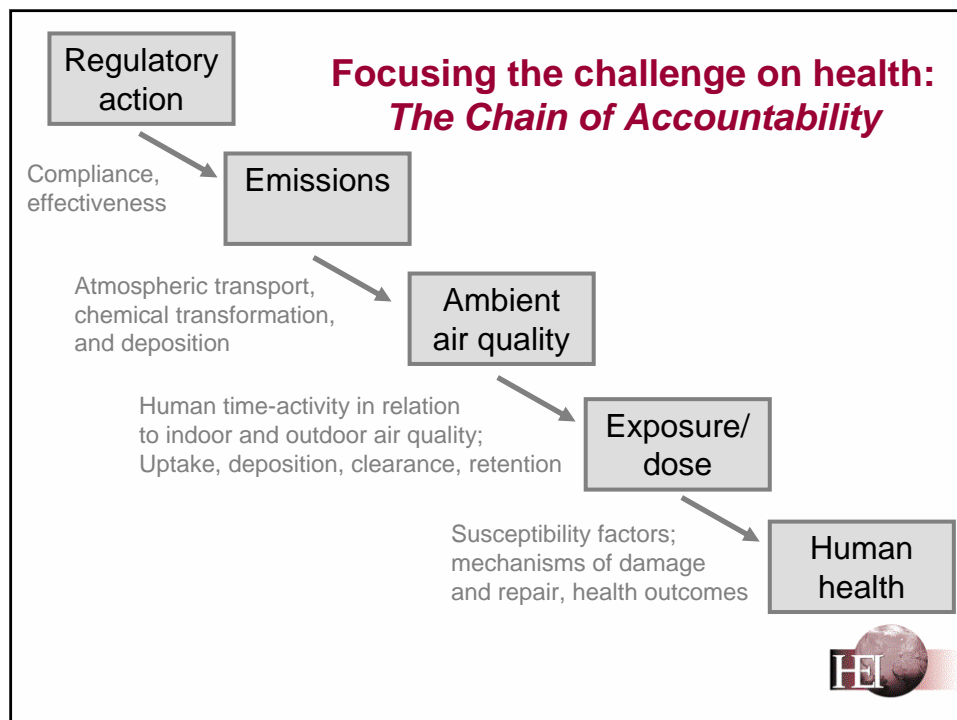 Regulatory
action
Focusing the challenge on health:
The Chain of Accountability
Compliance,
effectiveness
Emissions
Atmospheric transport,
chemical transformation,
and deposition
Ambient
air quality
Human time-activity in relation
to indoor and outdoor air quality;
Uptake, deposition, clearance, retention
Exposure/
dose
Susceptibility factors;
mechanisms of damage
and repair, health outcomes
Human
health
HEI